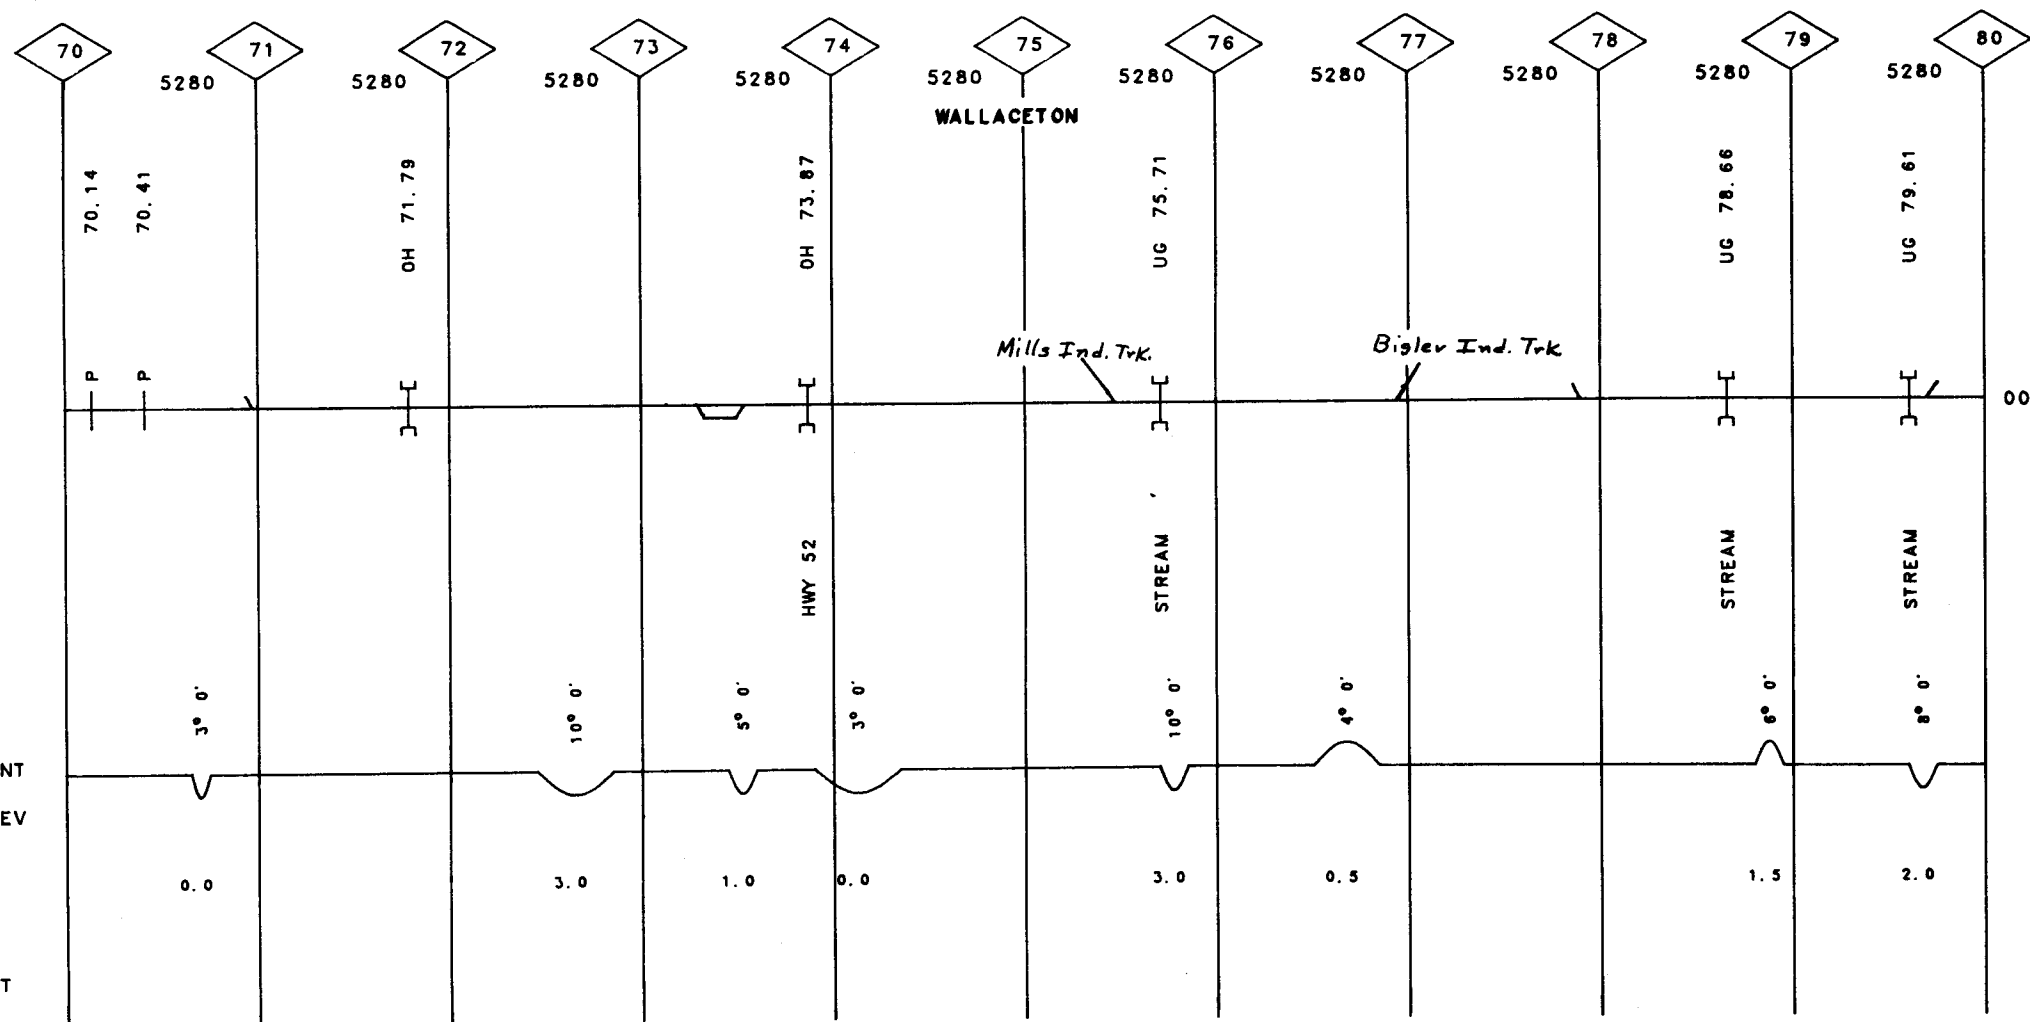 70 71 72 73 74 75 76 77 78 79 80
5280 5280 5280 5280 5280 5280 5280 5280 5280 5280
WALLACETON
70.14
70.41
OH 71.79
OH 73.87
UG 75.71
UG 78.66
UG 79.61
Mills Ind. Trk.
Bigler Ind. Trk.
P
P
00
HWY 52
STREAM
STREAM
STREAM
3° 0'
10° 0'
5° 0'
3° 0'
10° 0'
4° 0'
6° 0'
8° 0'
NT
EV
0.0 3.0 1.0 0.0 3.0 0.5 1.5 2.0
T